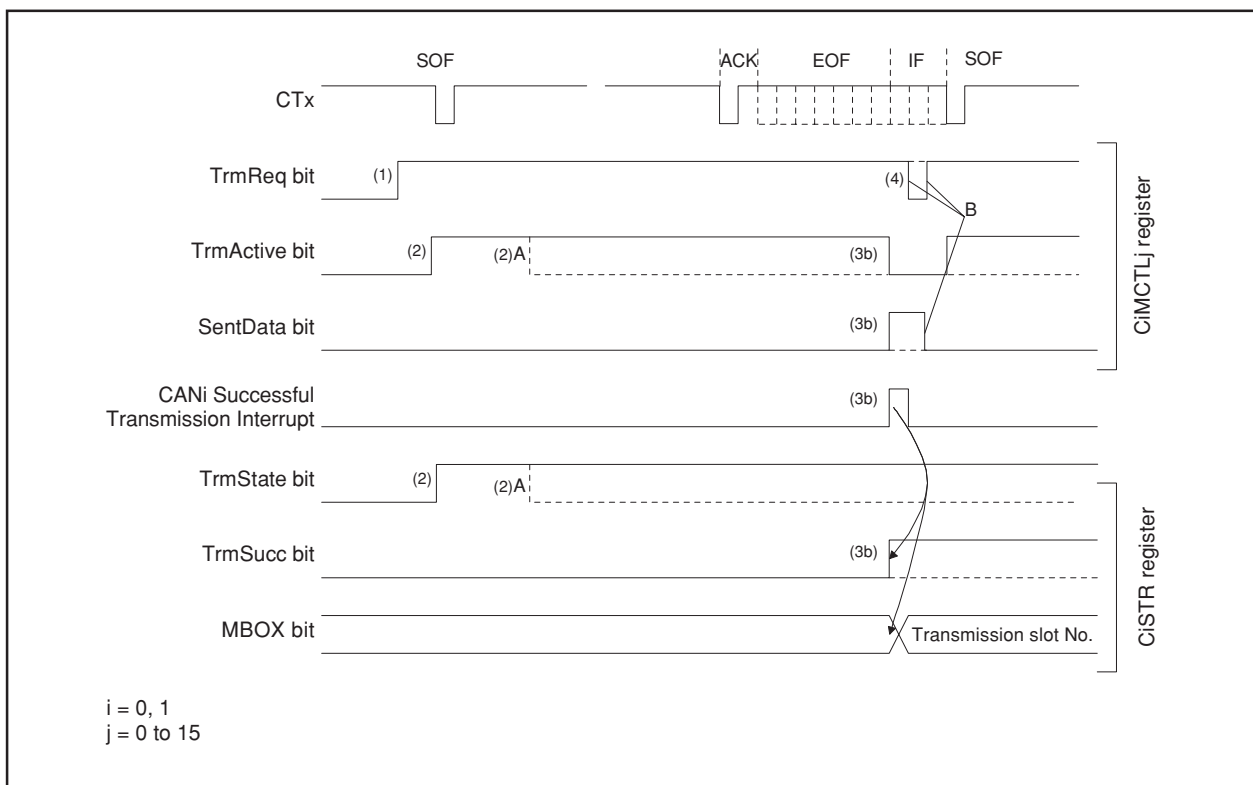 SOF ACK EOF IF SOF
CTx
TrmReq bit (1) (4)
B
TrmActive bit (2) (2)A (3b)
SentData bit (3b)
CiMCTLj register
CANi Successful
Transmission Interrupt (3b)
TrmState bit (2) (2)A
TrmSucc bit (3b)
MBOX bit Transmission slot No.
CiSTR register
i = 0, 1
j = 0 to 15